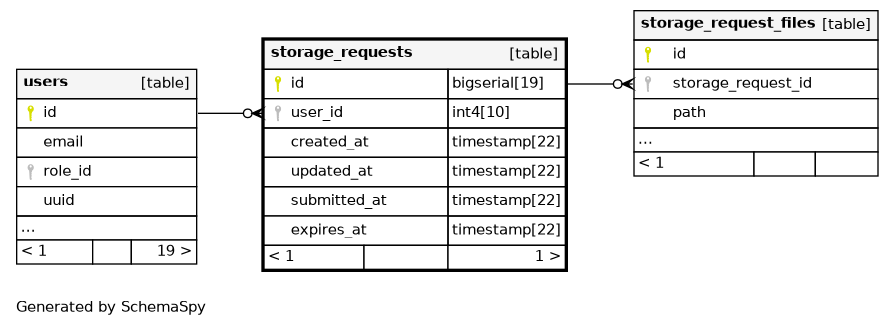 users [table]
id
email
role_id
uuid
...
< 1 19 >
storage_requests [table]
id bigserial[19]
user_id int4[10]
created_at timestamp[22]
updated_at timestamp[22]
submitted_at timestamp[22]
expires_at timestamp[22]
< 1 1 >
storage_request_files [table]
id
storage_request_id
path
...
< 1
Generated by SchemaSpy